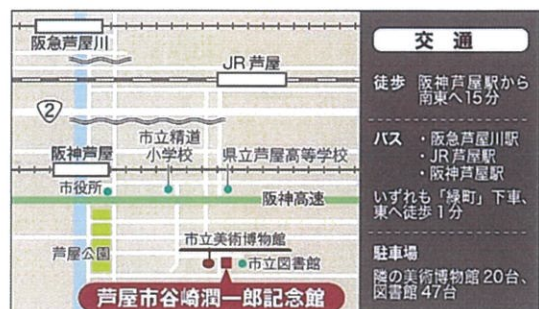 阪急芦屋川
JR 芦屋
2
市立精道
小学校
県立芦屋高等学校
阪神芦屋
市役所
阪神高速
芦屋公園
市立美術博物館
市立図書館
芦屋市谷崎潤一郎記念館
交通
徒歩 阪神芦屋駅から
南東へ15分
バス ・阪急芦屋川駅
・JR芦屋駅
・阪神芦屋駅
いずれも「緑町」下車、
東へ徒歩1分
駐車場
隣の美術博物館20台、
図書館47台